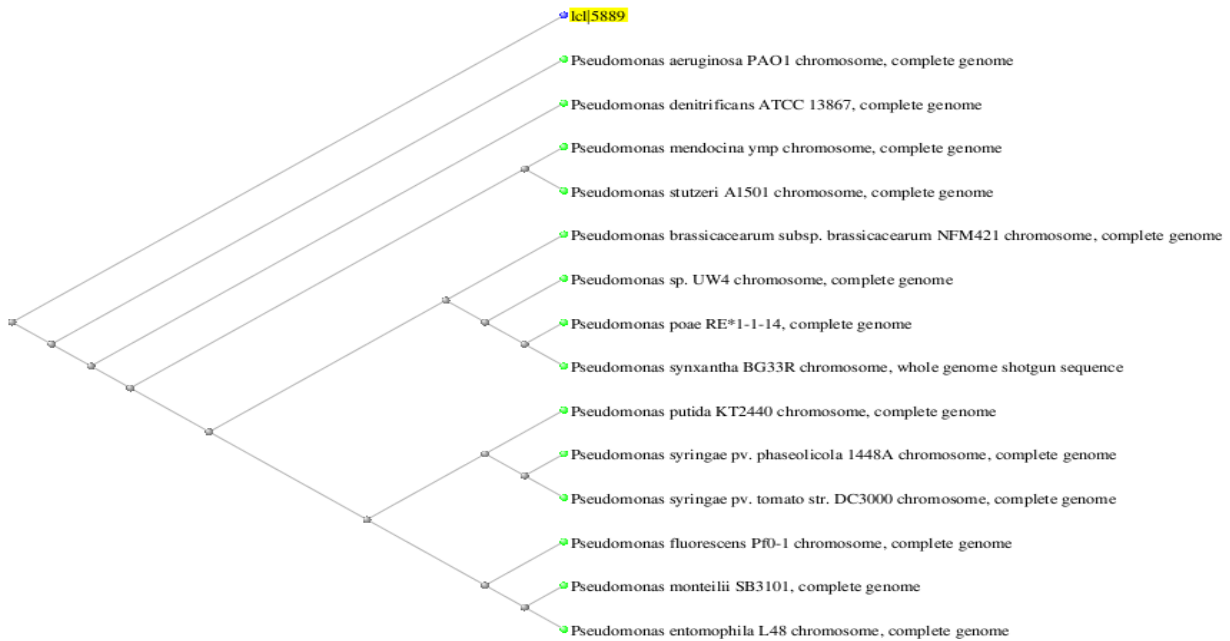 lcl|5889
Pseudomonas aeruginosa PAO1 chromosome, complete genome
Pseudomonas denitrificans ATCC 13867, complete genome
Pseudomonas mendocina ymp chromosome, complete genome
Pseudomonas stutzeri A1501 chromosome, complete genome
Pseudomonas brassicacearum subsp. brassicacearum NFM421 chromosome, complete genome
Pseudomonas sp. UW4 chromosome, complete genome
Pseudomonas poae RE*1-1-14, complete genome
Pseudomonas synxantha BG33R chromosome, whole genome shotgun sequence
Pseudomonas putida KT2440 chromosome, complete genome
Pseudomonas syringae pv. phaseolicola 1448A chromosome, complete genome
Pseudomonas syringae pv. tomato str. DC3000 chromosome, complete genome
Pseudomonas fluorescens Pf0-1 chromosome, complete genome
Pseudomonas monteilii SB3101, complete genome
Pseudomonas entomophila L48 chromosome, complete genome